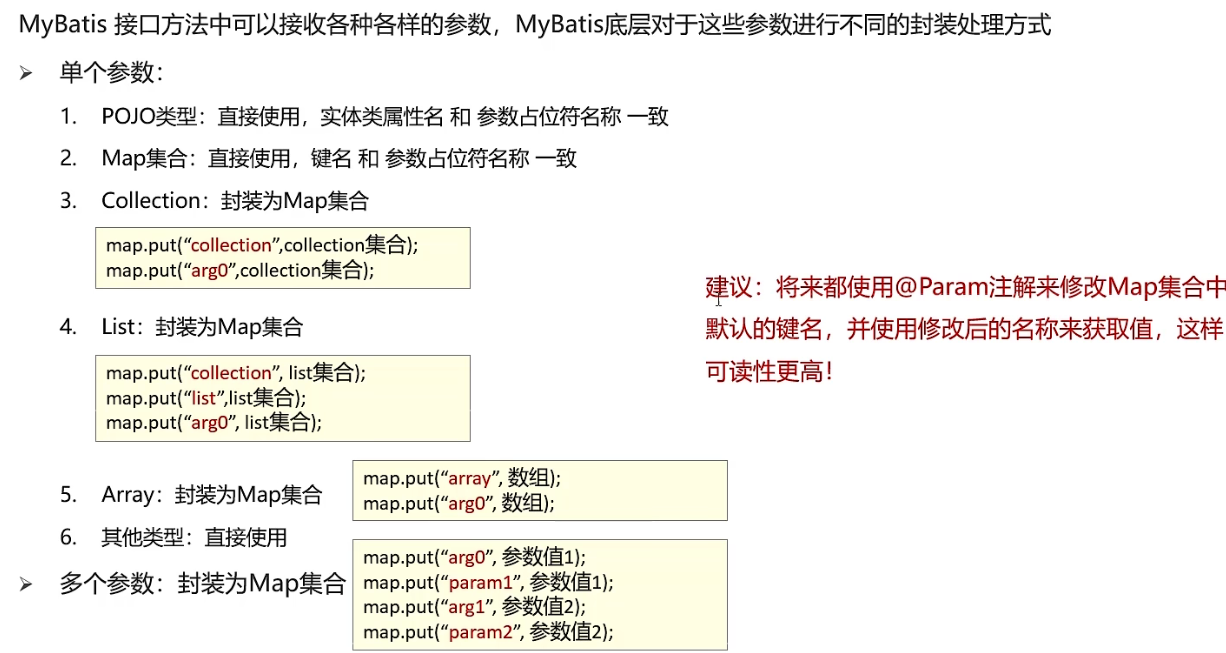 MyBatis 接口方法中可以接收各种各样的参数，MyBatis底层对于这些参数进行不同的封装处理方式
➢ 单个参数：
1. POJO类型：直接使用，实体类属性名 和 参数占位符名称 一致
2. Map集合：直接使用，键名 和 参数占位符名称 一致
3. Collection：封装为Map集合
map.put(“collection”,collection集合);
map.put(“arg0”,collection集合);
4. List：封装为Map集合
map.put(“collection”, list集合);
map.put(“list”,list集合);
map.put(“arg0”, list集合);
5. Array：封装为Map集合
map.put(“array”, 数组);
map.put(“arg0”, 数组);
6. 其他类型：直接使用
➢ 多个参数：封装为Map集合
map.put(“arg0”, 参数值1);
map.put(“param1”, 参数值1);
map.put(“arg1”, 参数值2);
map.put(“param2”, 参数值2);
建议：将来都使用@Param注解来修改Map集合中
默认的键名，并使用修改后的名称来获取值，这样
可读性更高！